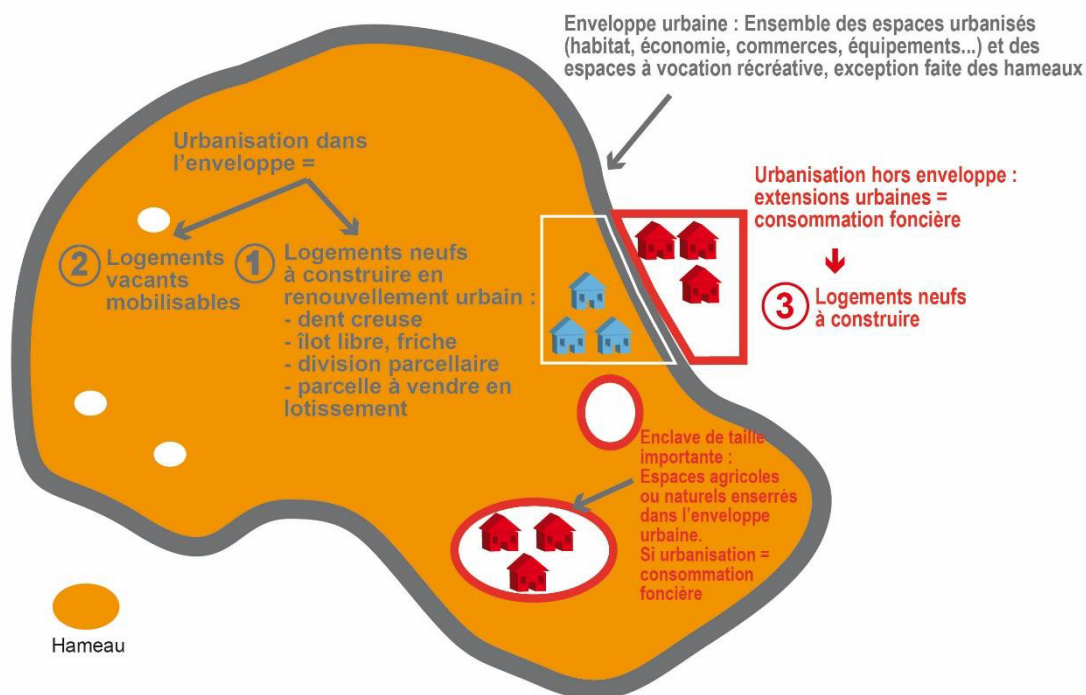 Enveloppe urbaine : Ensemble des espaces urbanisés
(habitat, économie, commerces, équipements...) et des
espaces à vocation récréative, exception faite des hameaux
Urbanisation dans
l'enveloppe =
2
Logements
vacants
mobilisables
1
Logements neufs
à construire en
renouvellement urbain :
- dent creuse
- îlot libre, friche
- division parcellaire
- parcelle à vendre en
lotissement
Urbanisation hors enveloppe :
extensions urbaines =
consommation foncière
3
Logements neufs
à construire
Enclave de taille
importante :
Espaces agricoles
ou naturels enserrés
dans l'enveloppe
urbaine.
Si urbanisation =
consommation
foncière
Hameau